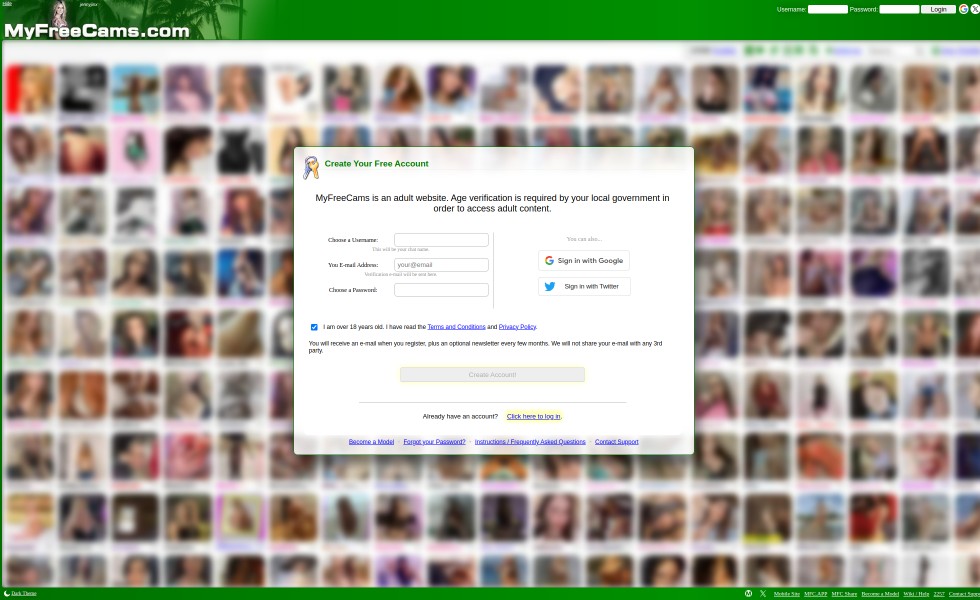 Username: Password: Login
MyFreeCams.com
Create Your Free Account
MyFreeCams is an adult website. Age verification is required by your local government in
order to access adult content.
Choose a Username:
This will be your chat name.
You E-mail Address: your@email
Verification e-mail will be sent here.
Choose a Password:
You can also...
Sign in with Google
Sign in with Twitter
I am over 18 years old. I have read the Terms and Conditions and Privacy Policy.
You will receive an e-mail when you register, plus an optional newsletter every few months. We will not share your e-mail with any 3rd
party.
Create Account!
Already have an account? Click here to log in.
Become a Model - Forgot your Password? - Instructions / Frequently Asked Questions - Contact Support
Dark Theme
Mobile Site MFC.APP MFC Share Become a Model Wiki / Help 2257 Contact